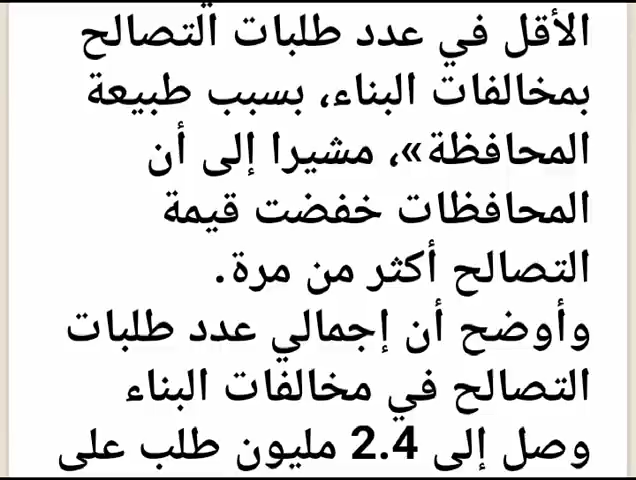 الأقل في عدد طلبات التصالح
بمخالفات البناء، بسبب طبيعة
المحافظة»، مشيرا إلى أن
المحافظات خفضت قيمة
التصالح أكثر من مرة.
وأوضح أن إجمالي عدد طلبات
التصالح في مخالفات البناء
وصل إلى 2.4 مليون طلب على